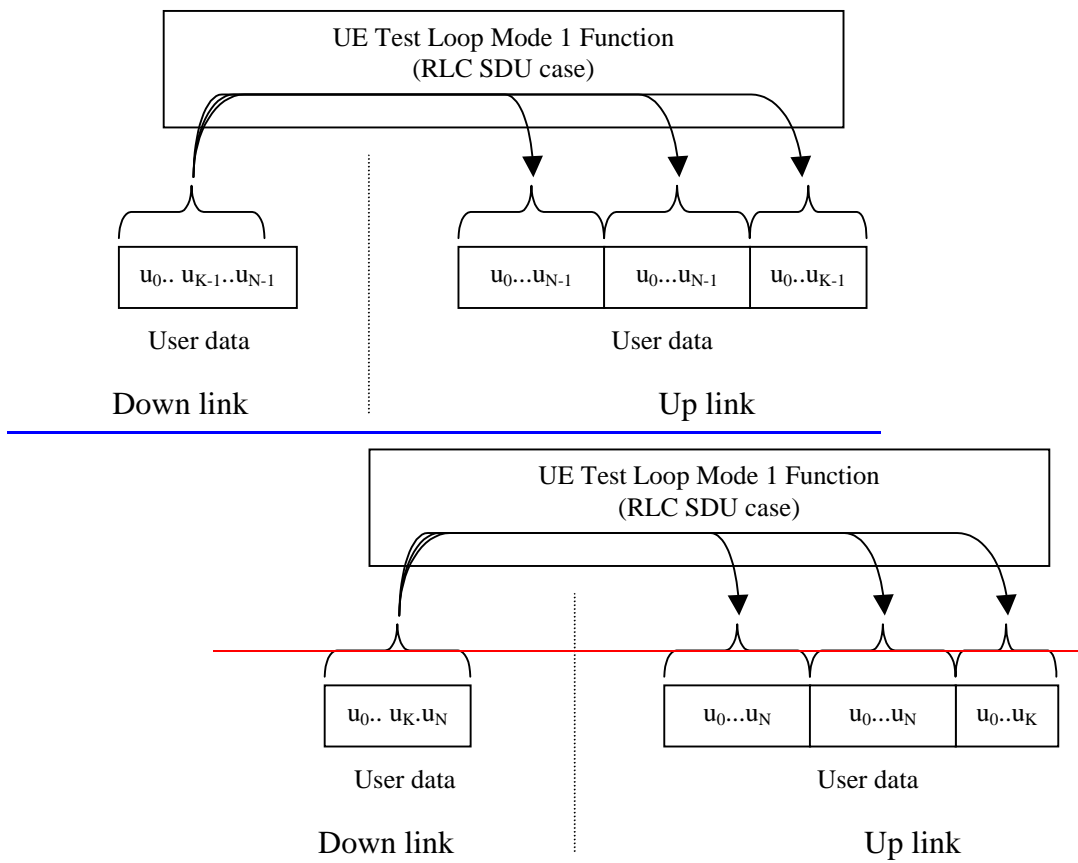 UE Test Loop Mode 1 Function
(RLC SDU case)
u0.. uK-1..uN-1
u0...uN-1
u0...uN-1
u0..uK-1
User data
User data
Down link
Up link
UE Test Loop Mode 1 Function
(RLC SDU case)
u0.. uK.uN
u0...uN
u0...uN
u0..uK
User data
User data
Down link
Up link